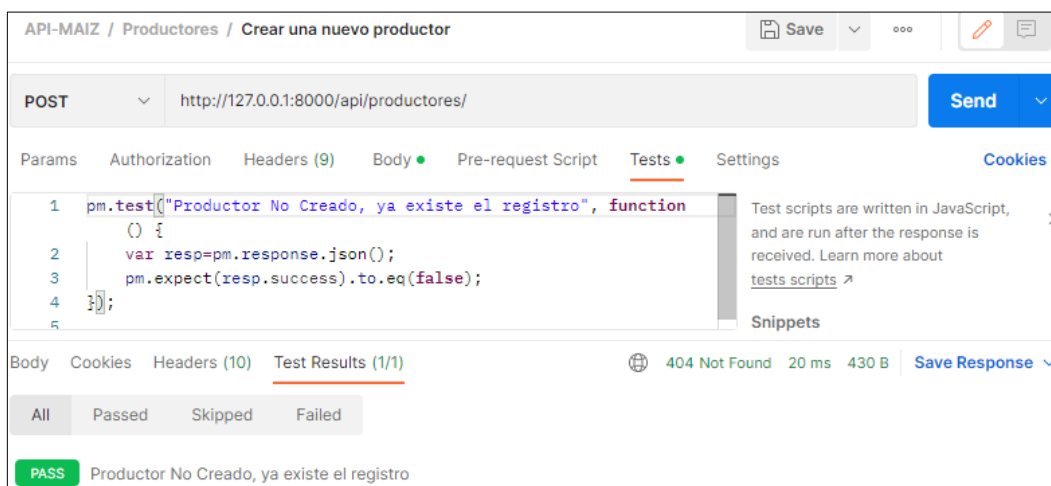 API-MAIZ / Productores / Crear una nuevo productor Save ooo
POST http://127.0.0.1:8000/api/productores/ Send
Params Authorization Headers (9) Body Pre-request Script Tests Settings Cookies
1 pm.test("Productor No Creado, ya existe el registro", function
() {
2 var resp=pm.response.json();
3 pm.expect(resp.success).to.eq(false);
4 });
5
Test scripts are written in JavaScript,
and are run after the response is
received. Learn more about
tests scripts ↗
Snippets
Body Cookies Headers (10) Test Results (1/1) 404 Not Found 20 ms 430 B Save Response
All Passed Skipped Failed
PASS Productor No Creado, ya existe el registro